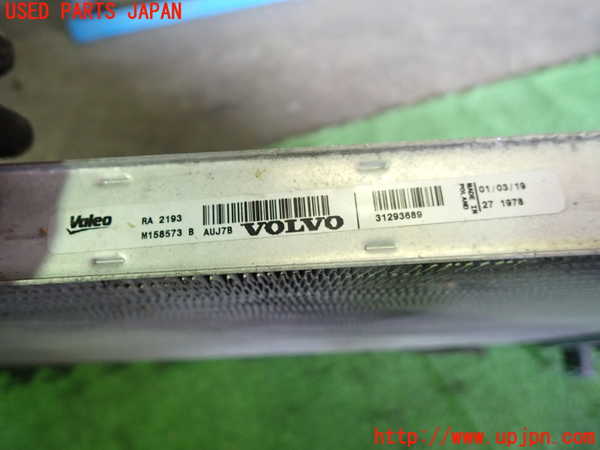 USED PARTS JAPAN
Valeo
RA 2193
M158573 B AUJ7B
VOLVO
31293689
MADE IN
POLAND
01/03/19
27 1978
http://www.upjpn.com/